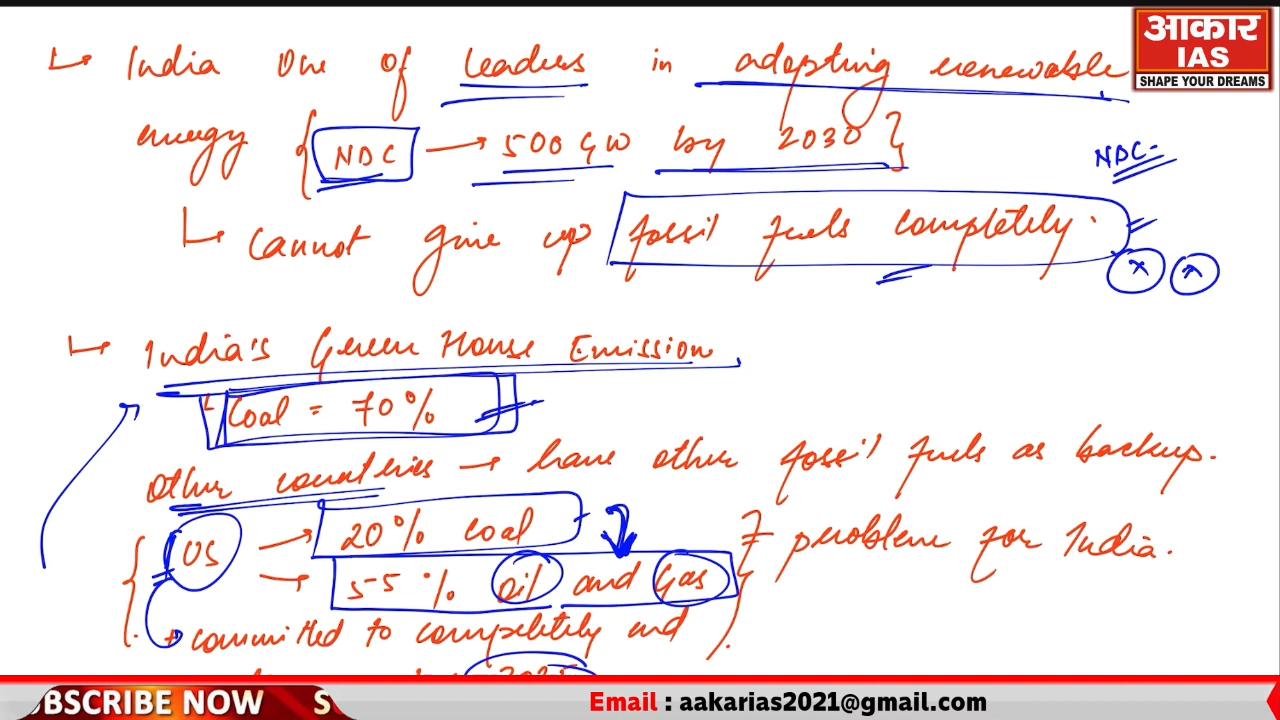 आकार
IAS
SHAPE YOUR DREAMS
↳ India one of leaders in adopting renewable
energy { NDC → 500 GW by 2030 }
NDC
↳ cannot give up fossil fuels completely.
↳ India's Green House Emission
↳ Coal = 70%
other countries → have other fossil fuels as backup.
{ US → 20% coal
→ 55% oil and Gas } problem for India.
+ committed to completely end
2035
BSCRIBE NOW S
Email : aakarias2021@gmail.com